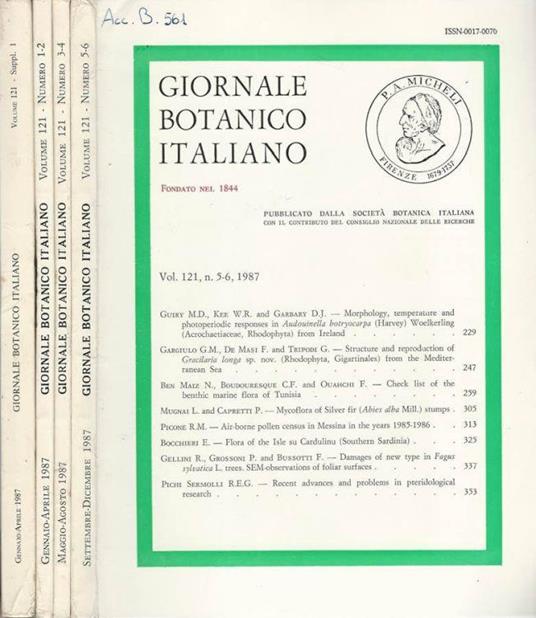 Acc. B. 561
ISSN-0017-0070
GIORNALE
BOTANICO
ITALIANO
P. A. MICHELI
FIRENZE 1679-1737
FONDATO NEL 1844
PUBBLICATO DALLA SOCIETÀ BOTANICA ITALIANA
CON IL CONTRIBUTO DEL CONSIGLIO NAZIONALE DELLE RICERCHE
Vol. 121, n. 5-6, 1987
GUIRY M.D., KEE W.R. and GARBARY D.J. — Morphology, temperature and
photoperiodic responses in Audouinella botryocarpa (Harvey) Woelkerling
(Acrochaetiaceae, Rhodophyta) from Ireland . . . . . . . 229
GARGIULO G.M., DE MASI F. and TRIPODI G. — Structure and reproduction of
Gracilaria longa sp. nov. (Rhodophyta, Gigartinales) from the Mediter-
ranean Sea . . . . . . . . . . . . 247
BEN MAIZ N., BOUDOURESQUE C.F. and OUAHCHI F. — Check list of the
benthic marine flora of Tunisia . . . . . . . . . 259
MUGNAI L. and CAPRETTI P. — Mycoflora of Silver fir (Abies alba Mill.) stumps . 305
PICONE R.M. — Air-borne pollen census in Messina in the years 1985-1986 . . 313
BOCCHIERI E. — Flora of the Isle su Cardulinu (Southern Sardinia) . . . 325
GELLINI R., GROSSONI P. and BUSSOTTI F. — Damages of new type in Fagus
sylvatica L. trees. SEM-observations of foliar surfaces . . . . . 337
PICHI SERMOLLI R.E.G. — Recent advances and problems in pteridological
research . . . . . . . . . . . . 353
GENNAIO-APRILE 1987 GIORNALE BOTANICO ITALIANO VOLUME 121 - SUPPL. 1
GENNAIO-APRILE 1987 GIORNALE BOTANICO ITALIANO VOLUME 121 - NUMERO 1-2
MAGGIO-AGOSTO 1987 GIORNALE BOTANICO ITALIANO VOLUME 121 - NUMERO 3-4
SETTEMBRE-DICEMBRE 1987 GIORNALE BOTANICO ITALIANO VOLUME 121 - NUMERO 5-6